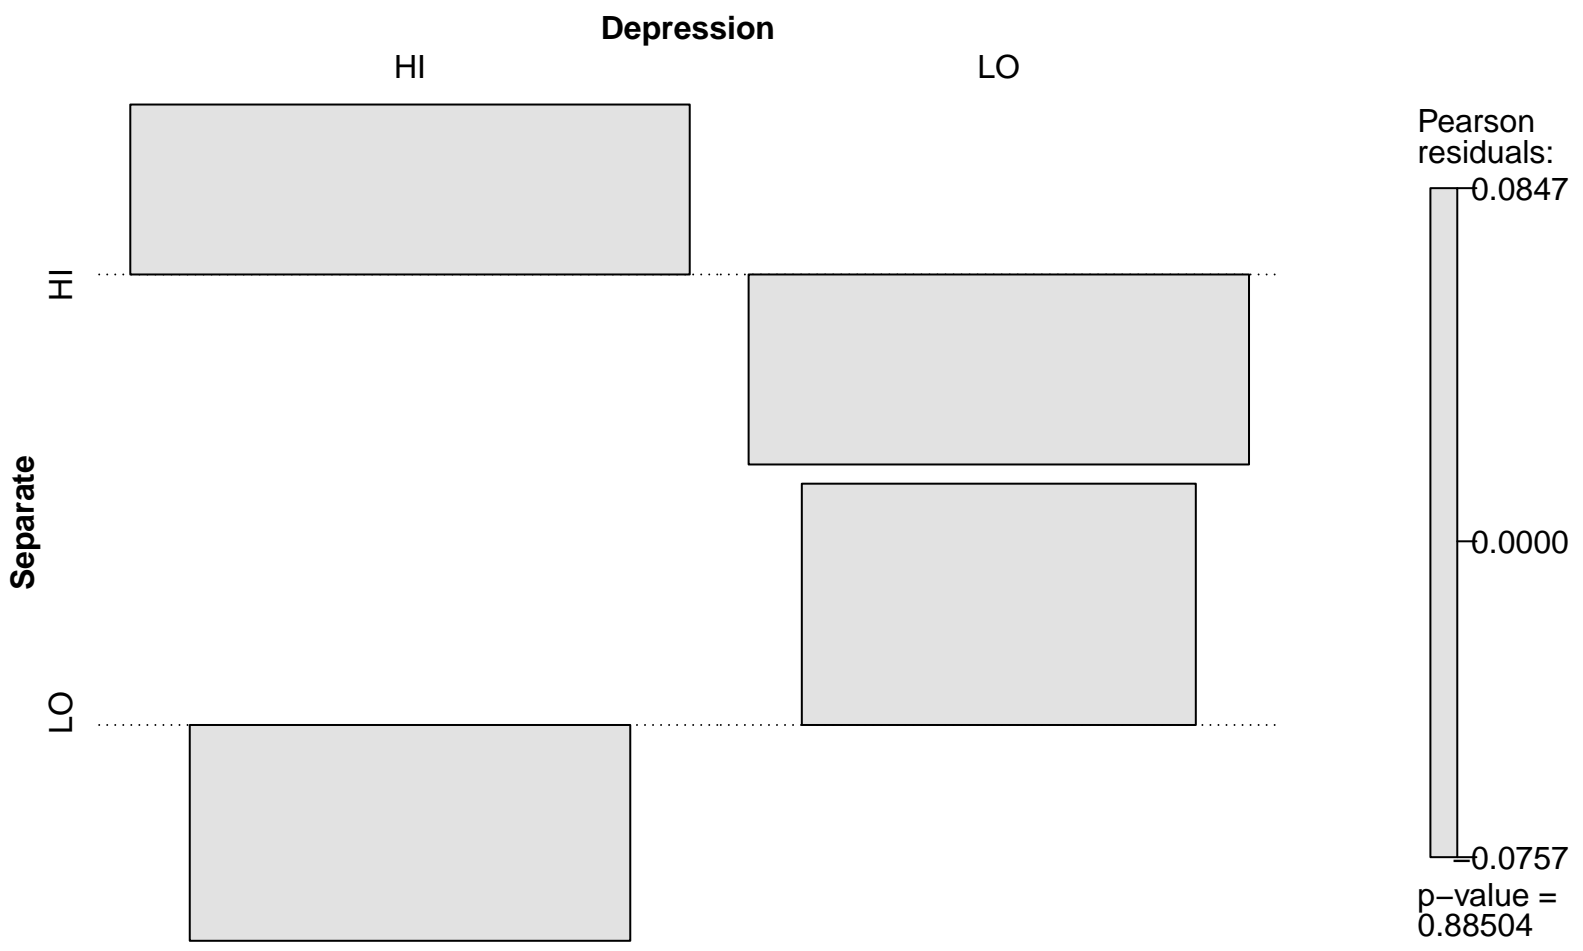 Depression
HI
LO
Separate
HI
LO
Pearson
residuals:
0.0847
0.0000
−0.0757
p−value =
0.88504